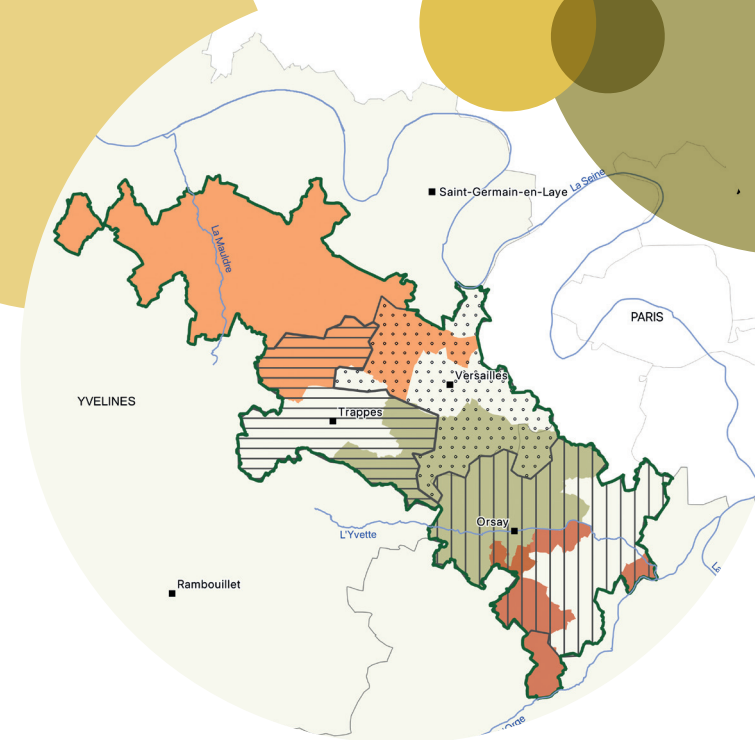 Saint-Germain-en-Laye
La Seine
La Mauldre
PARIS
Versailles
YVELINES
Trappes
Orsay
L'Yvette
Rambouillet